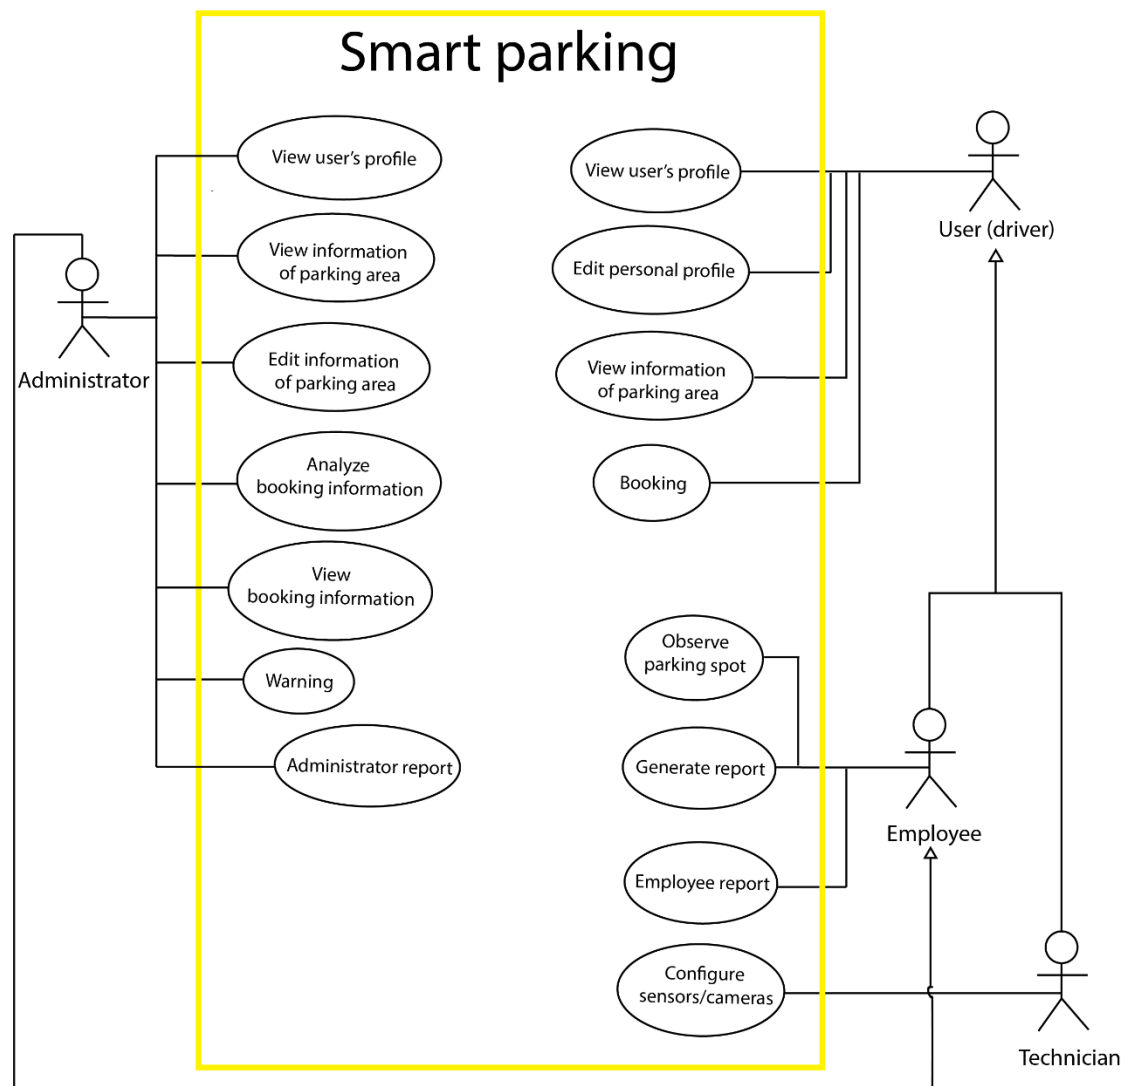 Smart parking
View user's profile
View information
of parking area
Edit information
of parking area
Analyze
booking information
View
booking information
Warning
Administrator report
Administrator
View user's profile
Edit personal profile
View information
of parking area
Booking
User (driver)
Observe
parking spot
Generate report
Employee report
Configure
sensors/cameras
Employee
Technician